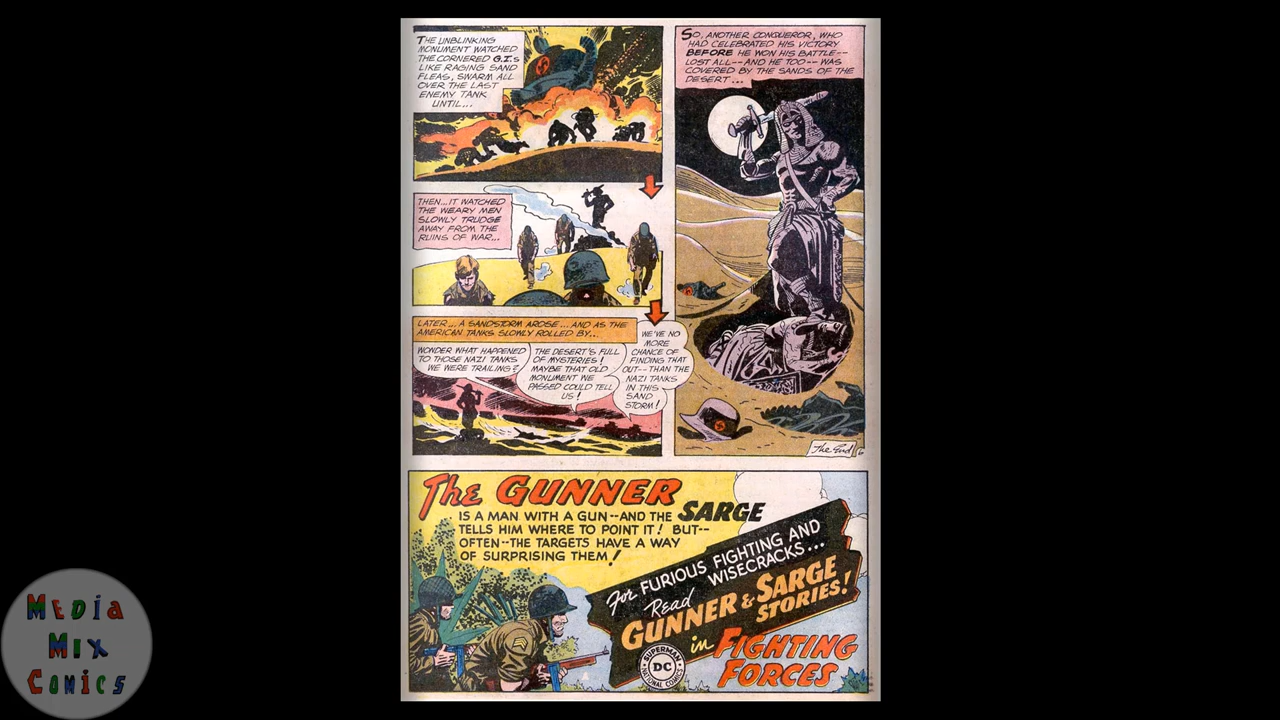 THE UNBLINKING
MONUMENT WATCHED
THE CORNERED G.I.s
LIKE RAGING SAND
FLEAS, SWARM ALL
OVER THE LAST
ENEMY TANK
UNTIL...
THEN...IT WATCHED
THE WEARY MEN
SLOWLY TRUDGE
AWAY FROM THE
RUINS OF WAR...
LATER...A SANDSTORM AROSE...AND AS THE
AMERICAN TANKS SLOWLY ROLLED BY...
WONDER WHAT HAPPENED
TO THOSE NAZI TANKS
WE WERE TRAILING?
THE DESERT'S FULL
OF MYSTERIES!
MAYBE THAT OLD
MONUMENT WE
PASSED COULD TELL
US!
WE'VE NO
MORE
CHANCE OF
FINDING THAT
OUT--THAN THE
NAZI TANKS
IN THIS
SAND
STORM!
SO, ANOTHER CONQUEROR, WHO
HAD CELEBRATED HIS VICTORY
BEFORE HE WON HIS BATTLE--
LOST ALL--AND HE TOO--WAS
COVERED BY THE SANDS OF THE
DESERT...
The End
6
The GUNNER
IS A MAN WITH A GUN--AND THE SARGE
TELLS HIM WHERE TO POINT IT! BUT--
OFTEN--THE TARGETS HAVE A WAY
OF SURPRISING THEM!
For FURIOUS FIGHTING AND
WISECRACKS...
Read
GUNNER & SARGE
STORIES!
in FIGHTING
FORCES
SUPERMAN
DC
NATIONAL COMICS
MEDiA
MiX
COMiCS